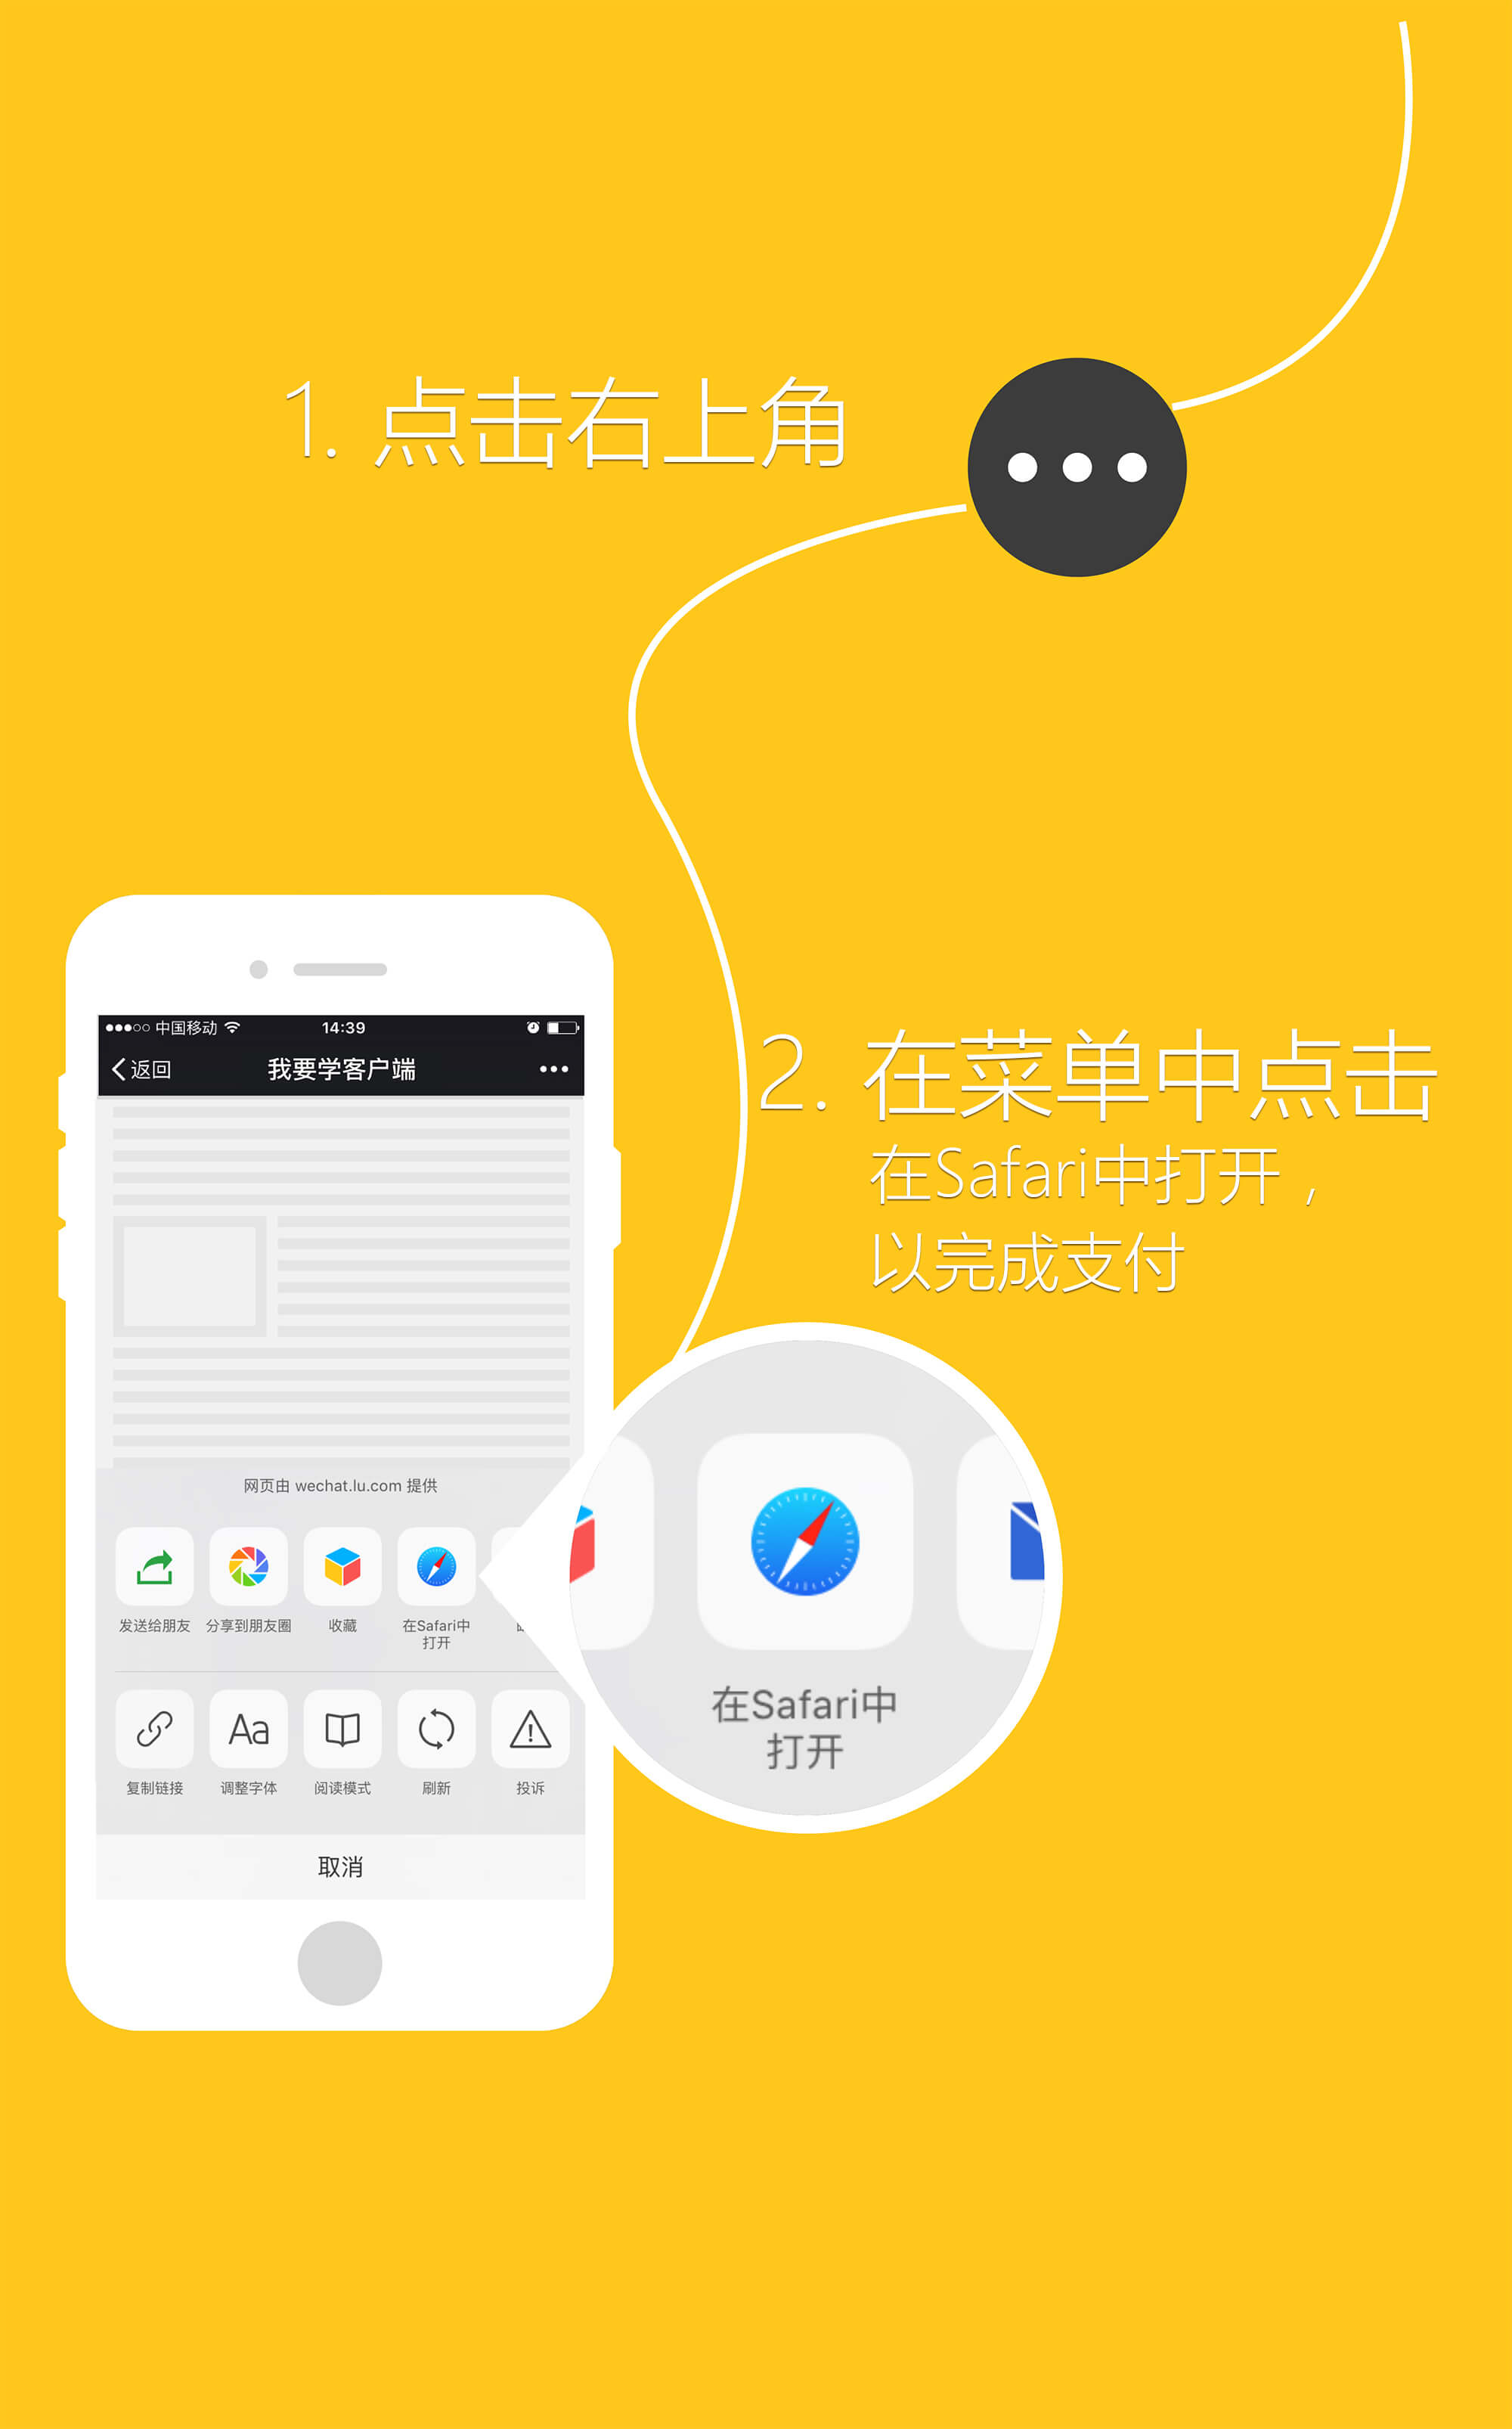 1. 点击右上角
2. 在菜单中点击
在Safari中打开，
以完成支付
中国移动
14:39
返回
我要学客户端
网页由 wechat.lu.com 提供
发送给朋友
分享到朋友圈
收藏
在Safari中
打开
复制链接
Aa
调整字体
阅读模式
刷新
投诉
取消
在Safari中
打开